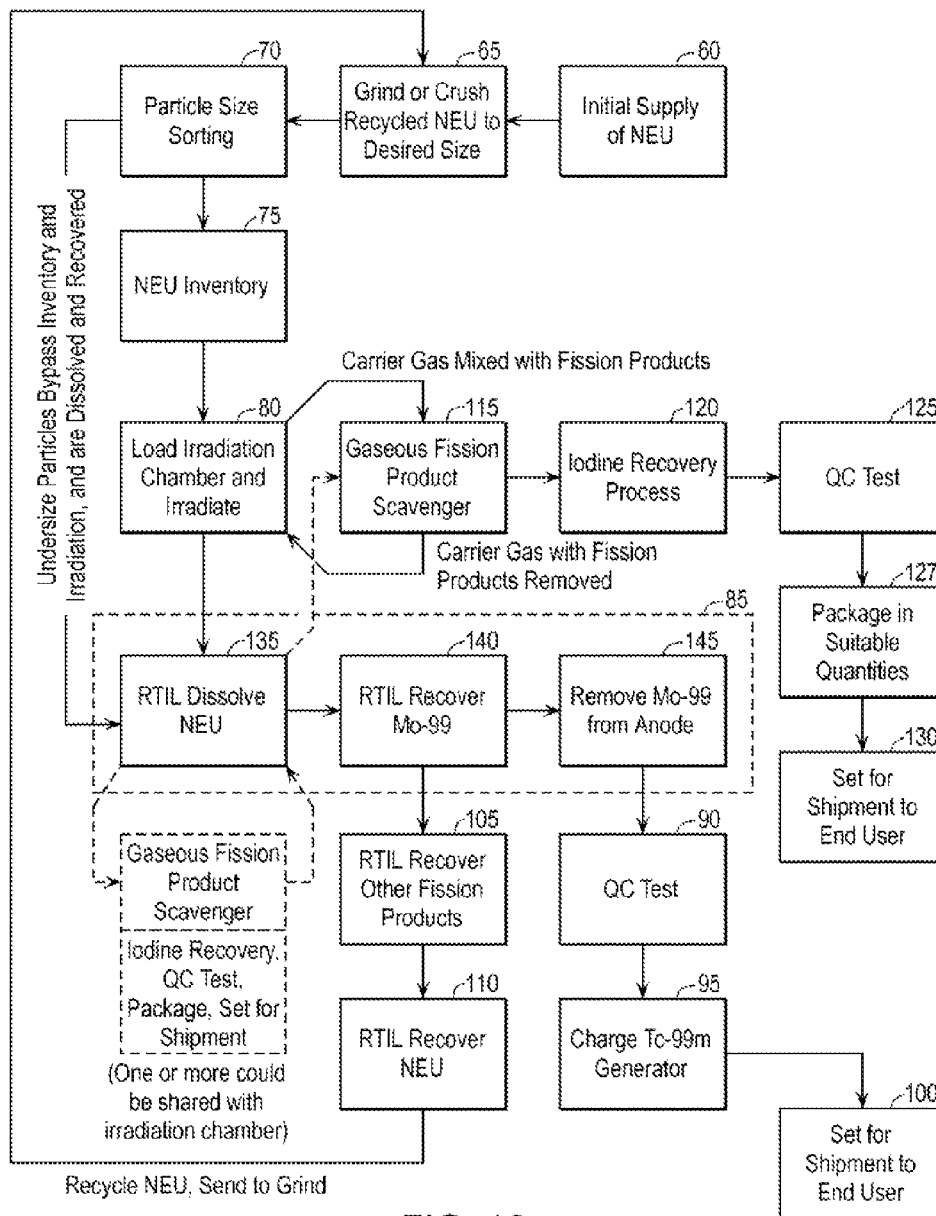 70
Particle Size
Sorting
65
Grind or Crush
Recycled NEU to
Desired Size
60
Initial Supply
of NEU
Undersize Particles Bypass Inventory and
Irradiation, and are Dissolved and Recovered
75
NEU Inventory
Carrier Gas Mixed with Fission Products
80
Load Irradiation
Chamber and
Irradiate
115
Gaseous Fission
Product
Scavenger
120
Iodine Recovery
Process
125
QC Test
Carrier Gas with Fission
Products Removed
127
Package in
Suitable
Quantities
85
135
RTIL Dissolve
NEU
140
RTIL Recover
Mo-99
145
Remove Mo-99
from Anode
130
Set for
Shipment to
End User
Gaseous Fission
Product
Scavenger
Iodine Recovery,
QC Test,
Package, Set for
Shipment
(One or more could
be shared with
irradiation chamber)
105
RTIL Recover
Other Fission
Products
90
QC Test
110
RTIL Recover
NEU
95
Charge Tc-99m
Generator
100
Set for
Shipment to
End User
Recycle NEU, Send to Grind